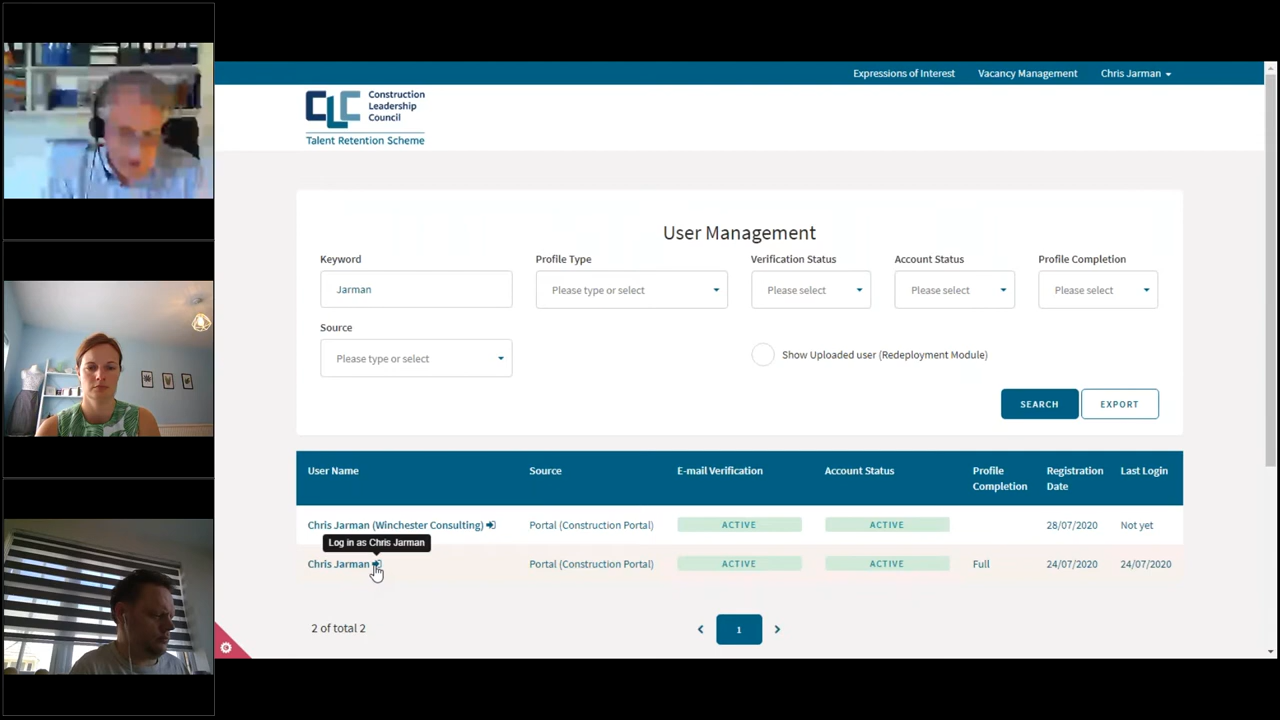 Expressions of Interest
Vacancy Management
Chris Jarman
CLC Construction
Leadership
Council
Talent Retention Scheme
User Management
Keyword
Profile Type
Verification Status
Account Status
Profile Completion
Jarman
Please type or select
Please select
Please select
Please select
Source
Please type or select
Show Uploaded user (Redeployment Module)
SEARCH
EXPORT
User Name
Source
E-mail Verification
Account Status
Profile
Completion
Registration
Date
Last Login
Chris Jarman (Winchester Consulting)
Portal (Construction Portal)
ACTIVE
ACTIVE
28/07/2020
Not yet
Log in as Chris Jarman
Chris Jarman
Portal (Construction Portal)
ACTIVE
ACTIVE
Full
24/07/2020
24/07/2020
2 of total 2
1